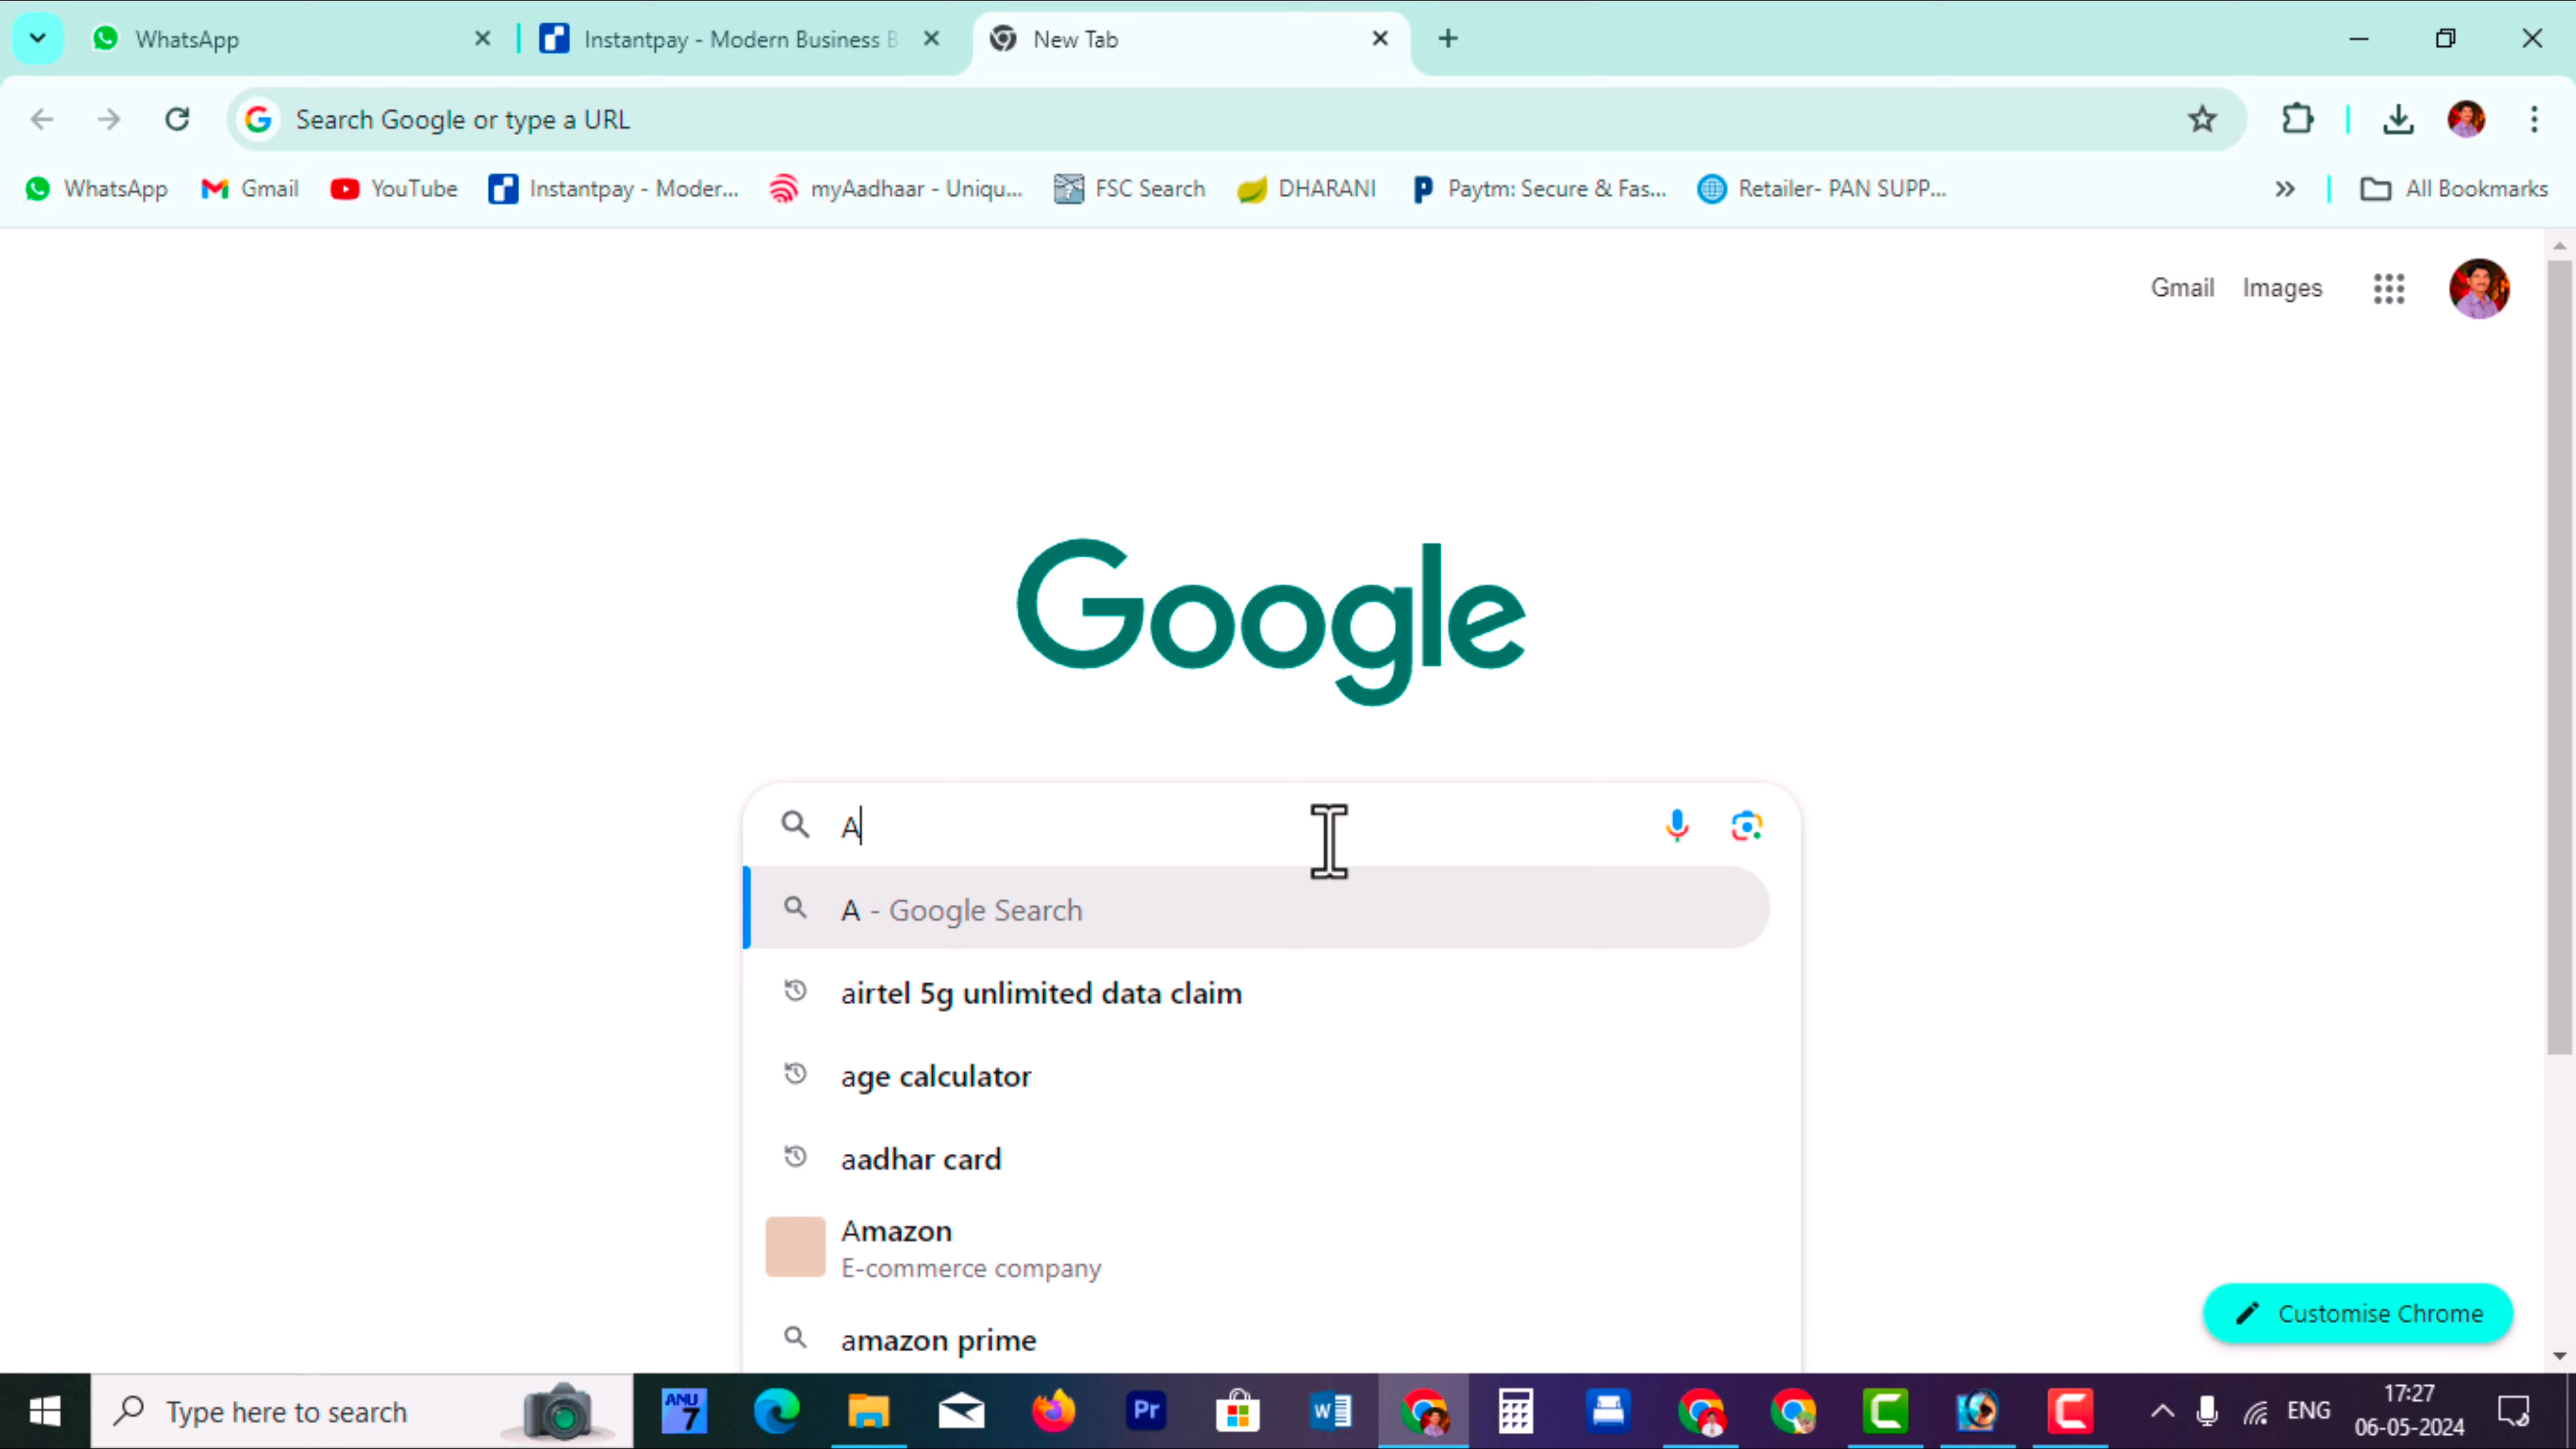 WhatsApp
Instantpay - Modern Business B
New Tab
Search Google or type a URL
WhatsApp
Gmail
YouTube
Instantpay - Moder...
myAadhaar - Uniqu...
FSC Search
DHARANI
Paytm: Secure & Fas...
Retailer- PAN SUPP...
All Bookmarks
Gmail
Images
Google
A
A - Google Search
airtel 5g unlimited data claim
age calculator
aadhar card
Amazon
E-commerce company
amazon prime
Customise Chrome
Type here to search
ANU
7
Pr
W
ENG
17:27
06-05-2024